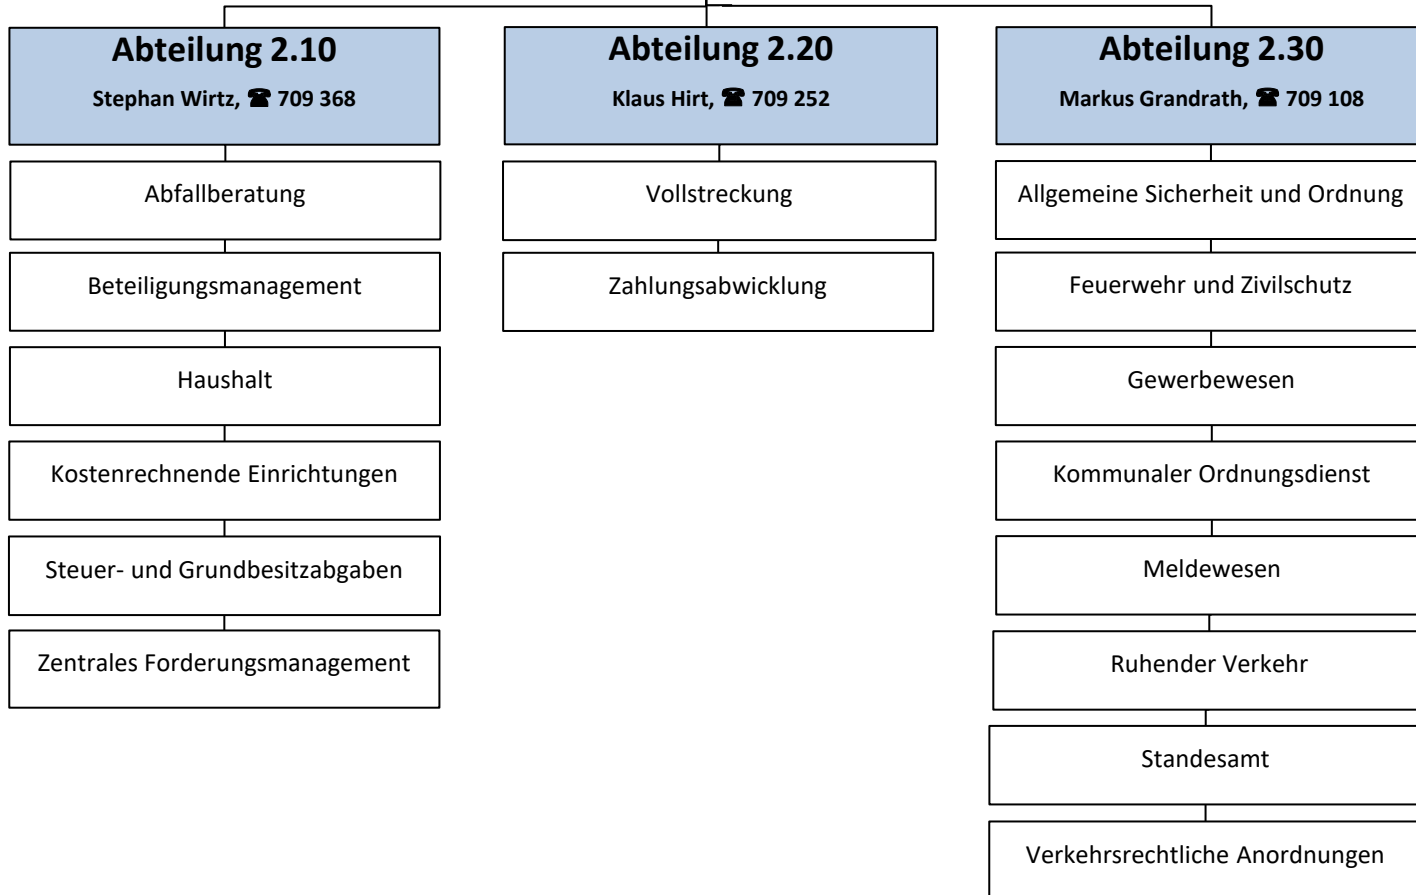 Abteilung 2.10
Stephan Wirtz, ☎ 709 368
Abfallberatung
Beteiligungsmanagement
Haushalt
Kostenrechnende Einrichtungen
Steuer- und Grundbesitzabgaben
Zentrales Forderungsmanagement
Abteilung 2.20
Klaus Hirt, ☎ 709 252
Vollstreckung
Zahlungsabwicklung
Abteilung 2.30
Markus Grandrath, ☎ 709 108
Allgemeine Sicherheit und Ordnung
Feuerwehr und Zivilschutz
Gewerbewesen
Kommunaler Ordnungsdienst
Meldewesen
Ruhender Verkehr
Standesamt
Verkehrsrechtliche Anordnungen